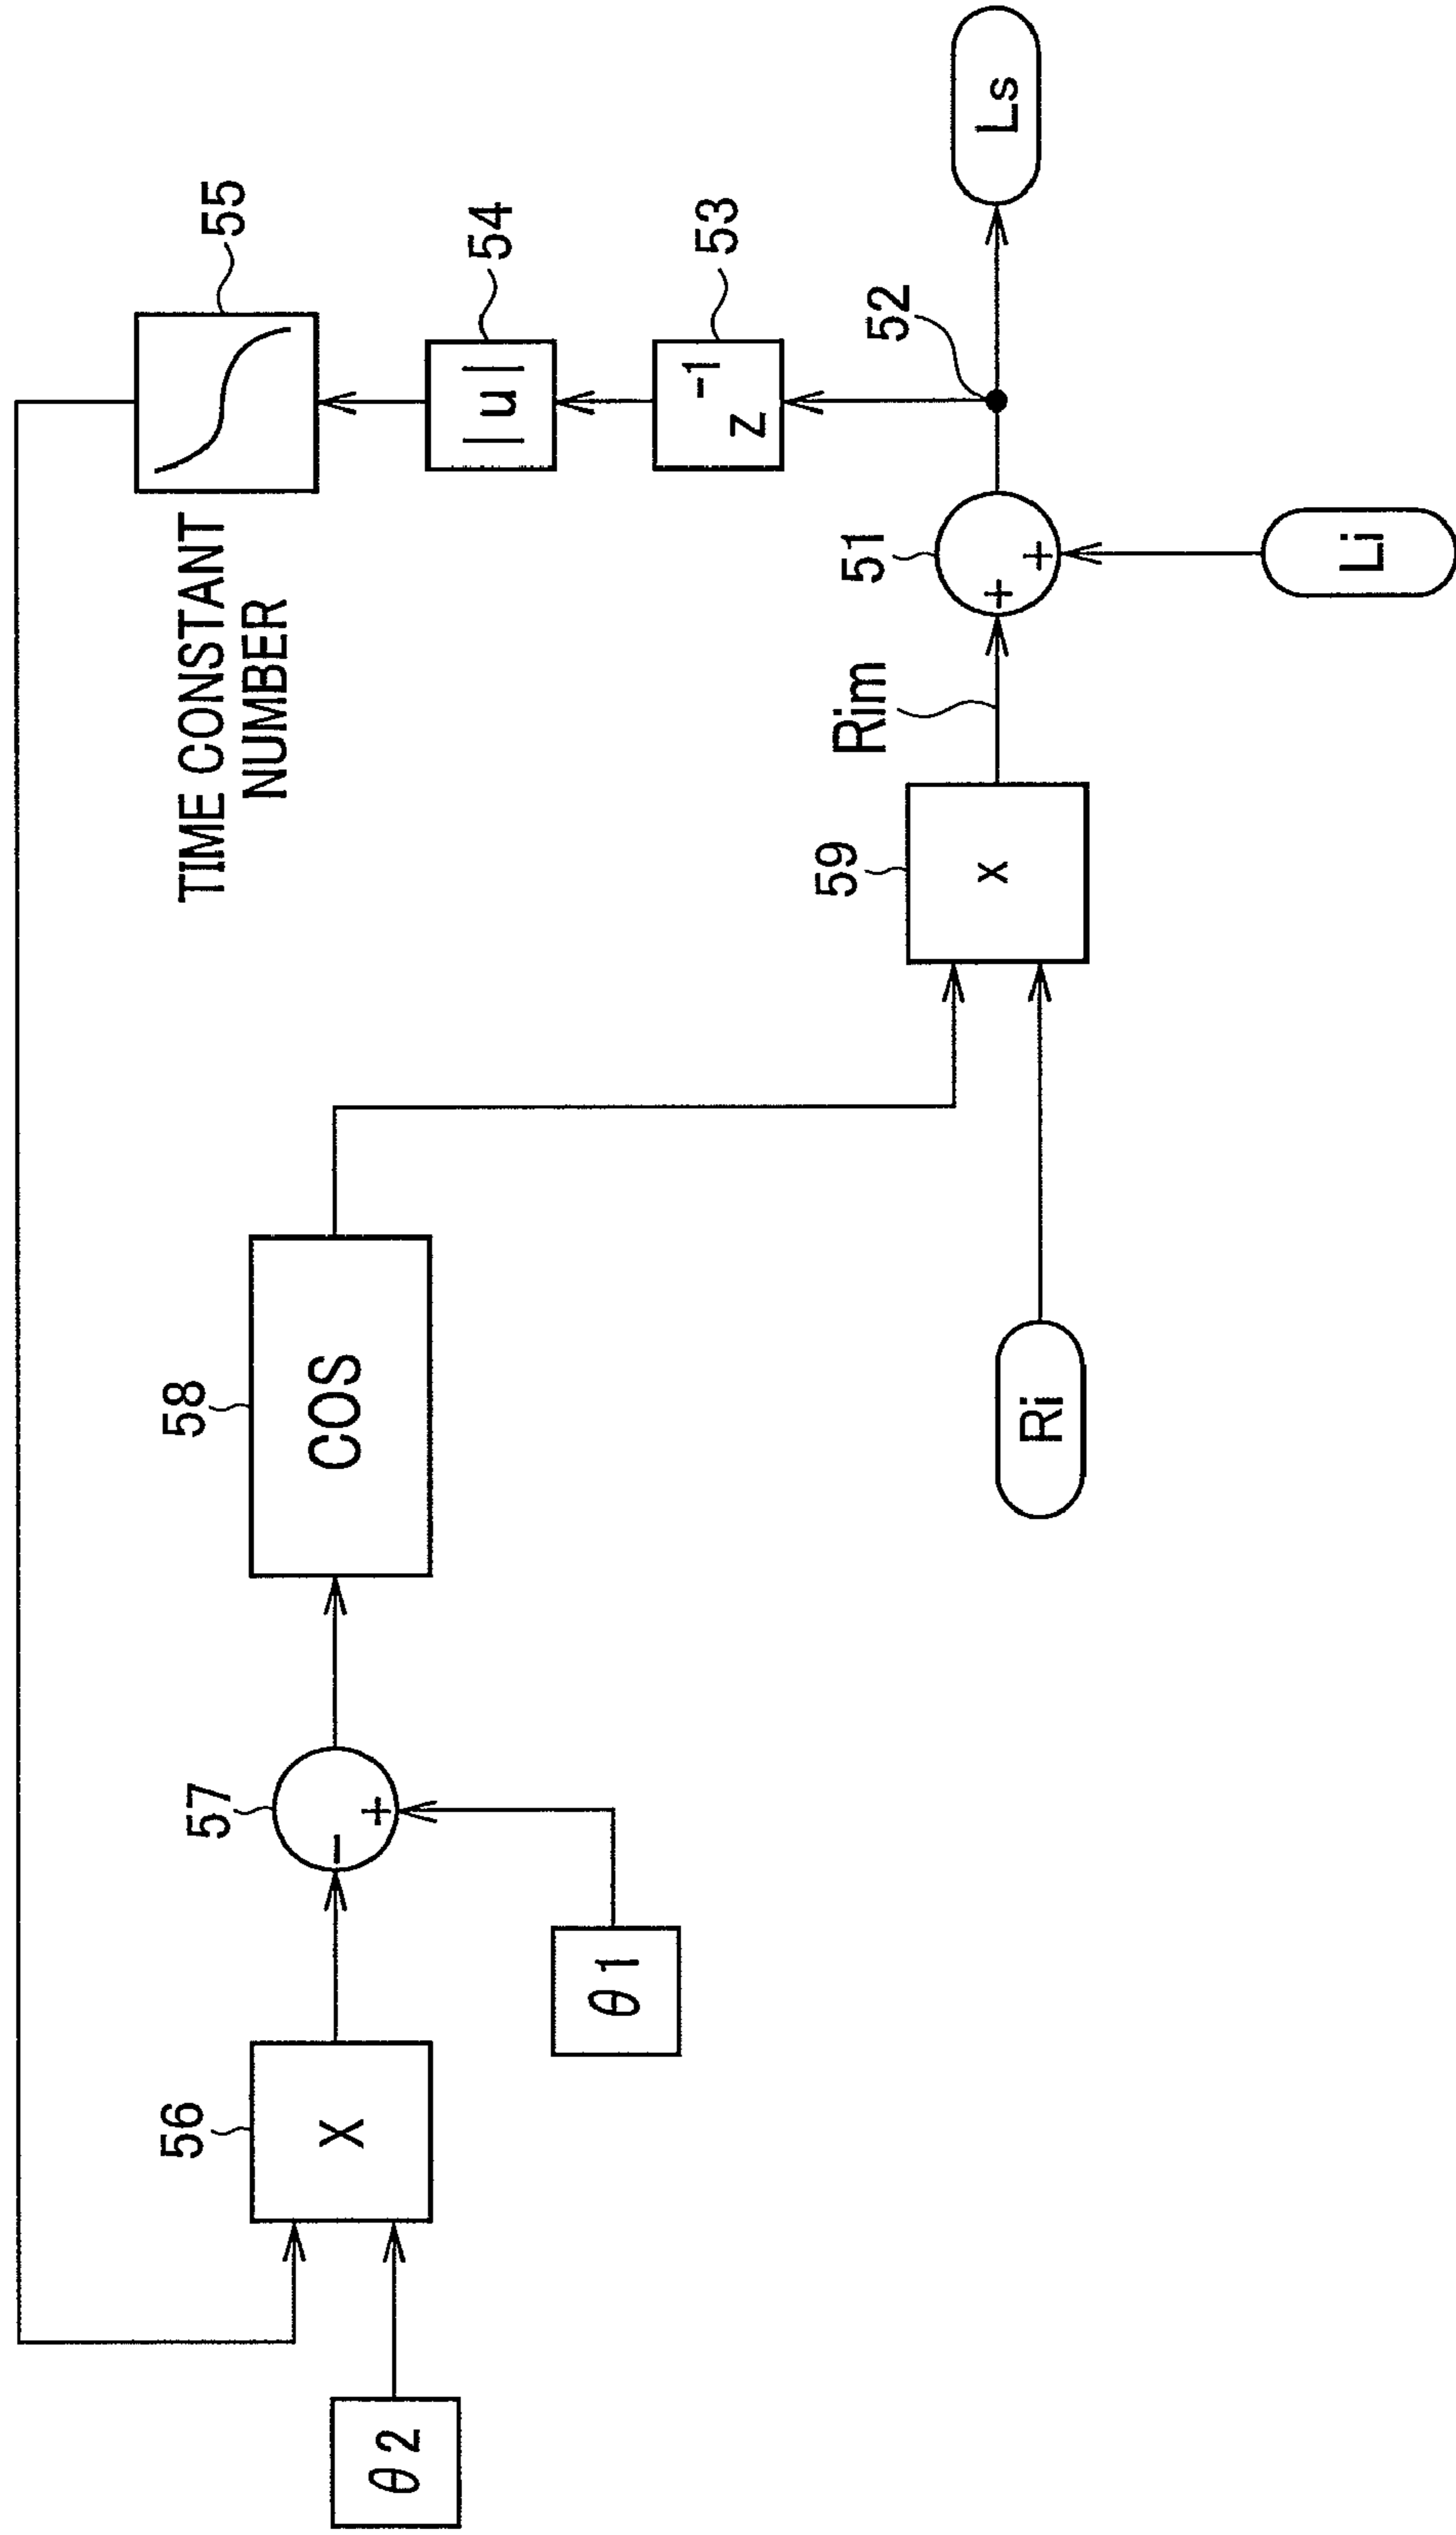 55
TIME CONSTANT
NUMBER
54
|u|
53
z⁻¹
52
Ls
51
+
+
Li
Rim
59
x
58
COS
Ri
57
-
+
56
X
θ1
θ2